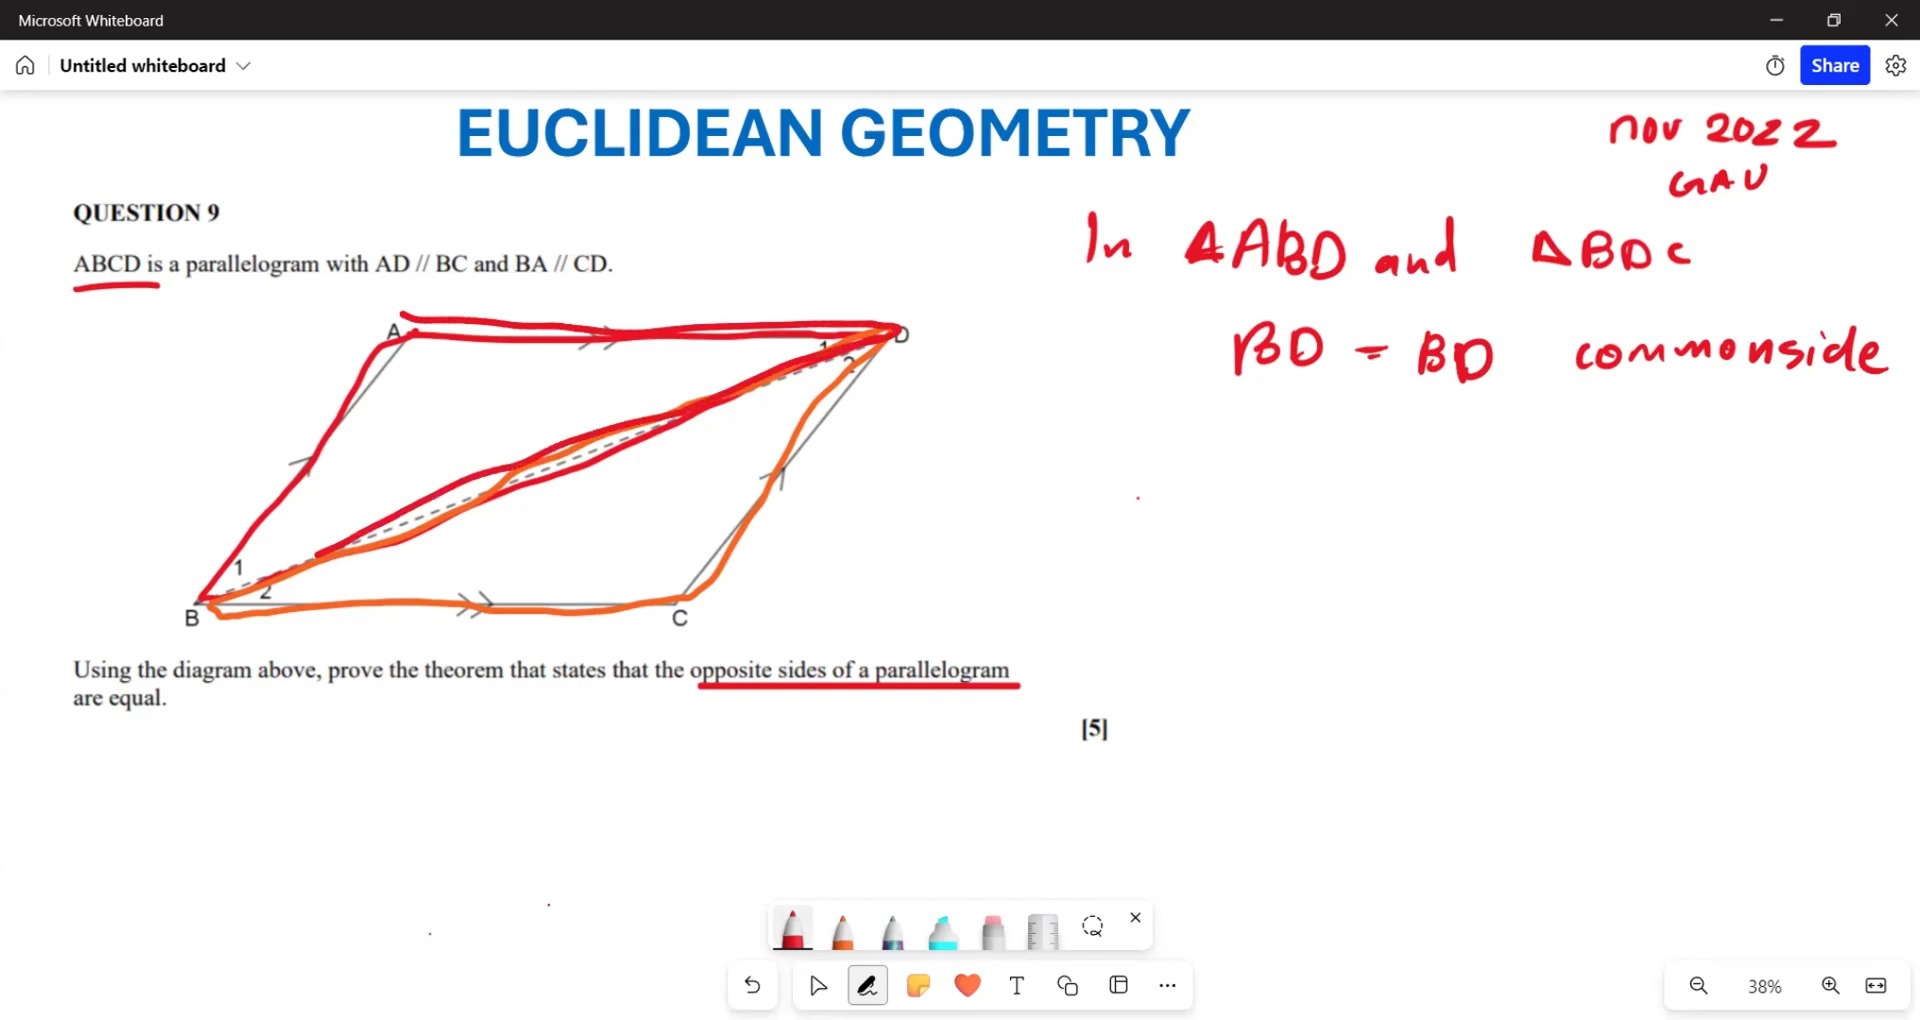 Microsoft Whiteboard
Untitled whiteboard
Share
EUCLIDEAN GEOMETRY
nov 2022
GAU
QUESTION 9
ABCD is a parallelogram with AD // BC and BA // CD.
In ΔABD and ΔBDC
BD = BD commonside
A
D
1
2
1
2
B
C
Using the diagram above, prove the theorem that states that the opposite sides of a parallelogram
are equal.
[5]
38%